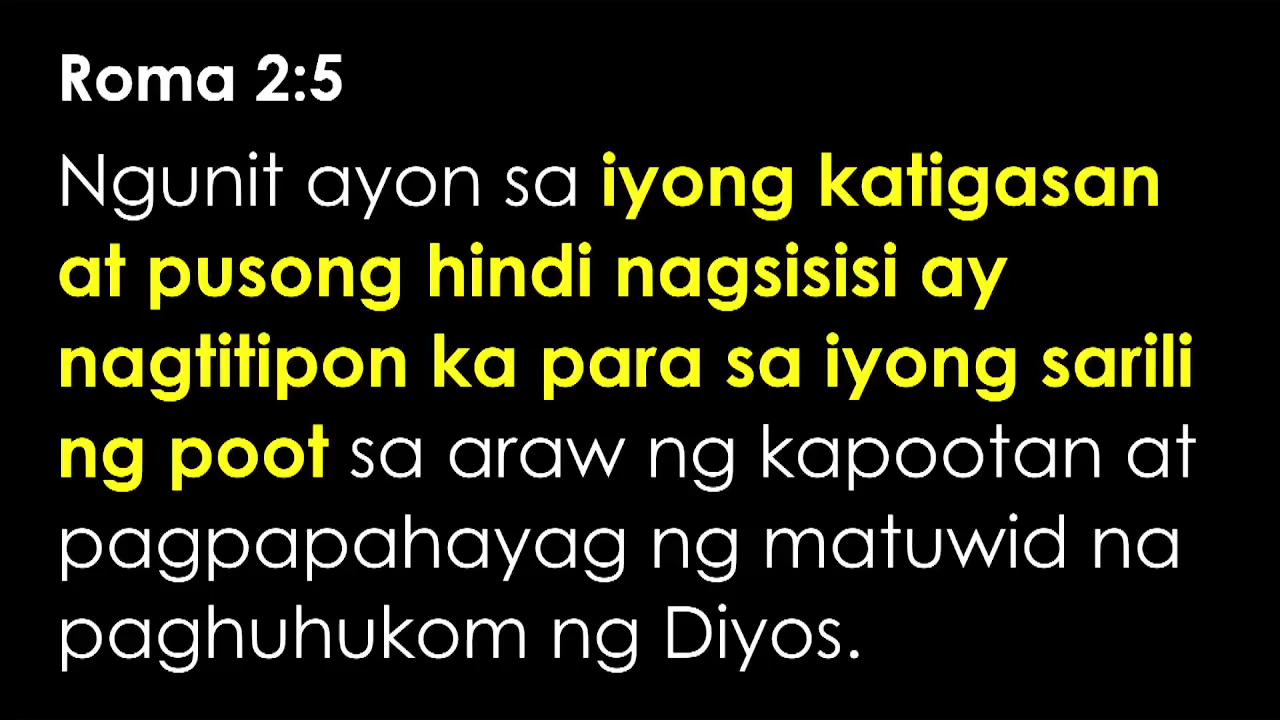 Roma 2:5
Ngunit ayon sa iyong katigasan
at pusong hindi nagsisisi ay
nagtitipon ka para sa iyong sarili
ng poot sa araw ng kapootan at
pagpapahayag ng matuwid na
paghuhukom ng Diyos.